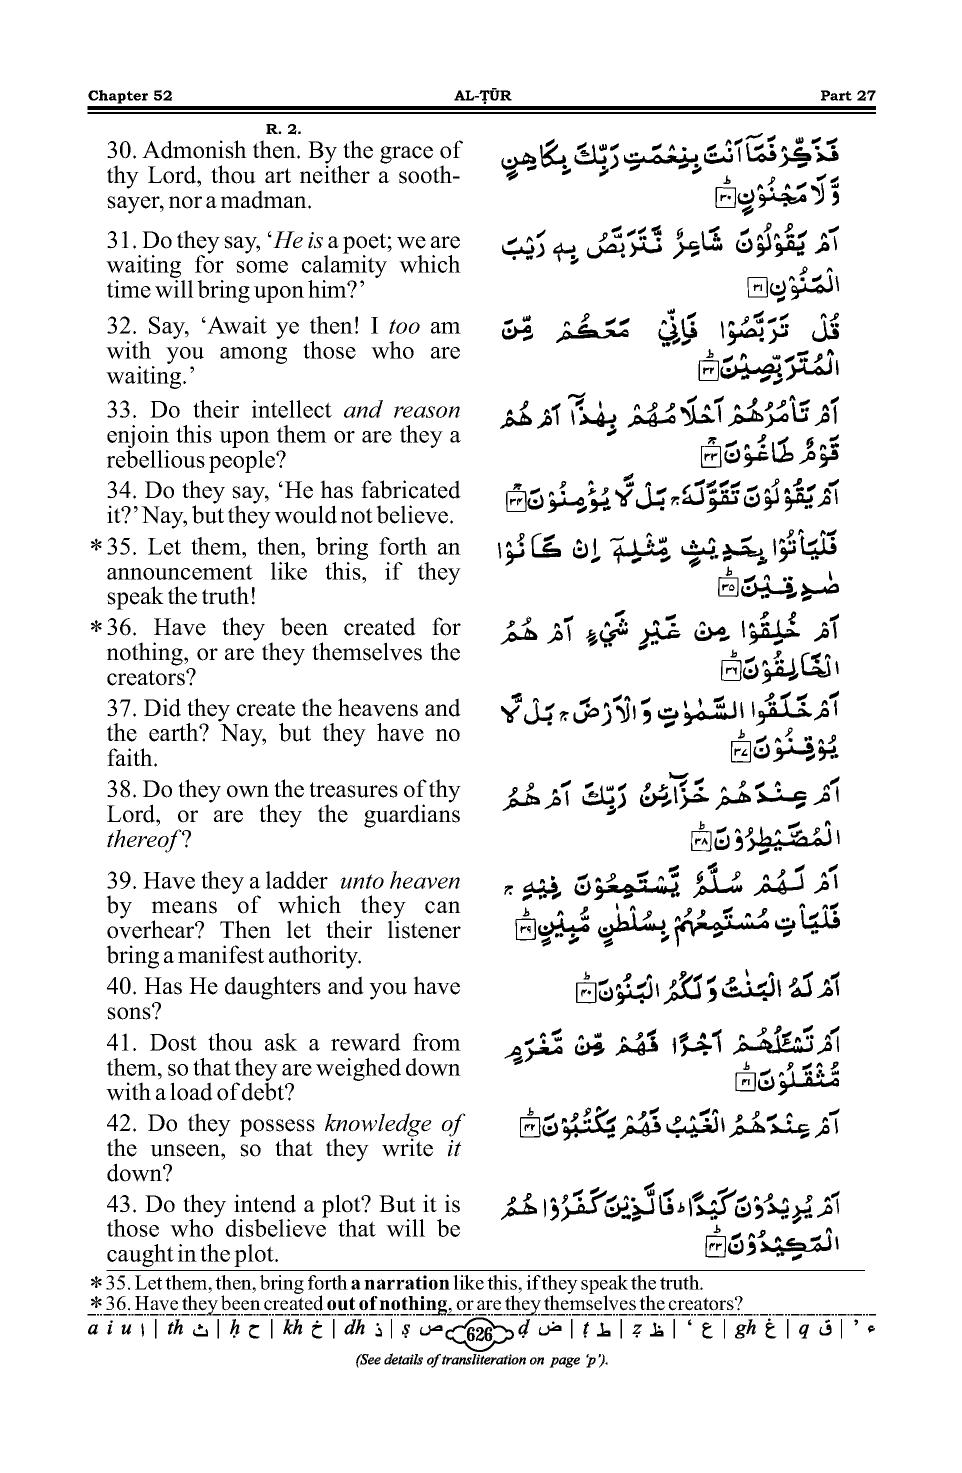 Chapter 52 AL-ṬŪR Part 27
R. 2.
30. Admonish then. By the grace of
thy Lord, thou art neither a sooth-
sayer, nor a madman.
31. Do they say, ‘He is a poet; we are
waiting for some calamity which
time will bring upon him?’
32. Say, ‘Await ye then! I too am
with you among those who are
waiting.’
33. Do their intellect and reason
enjoin this upon them or are they a
rebellious people?
34. Do they say, ‘He has fabricated
it?’ Nay, but they would not believe.
*35. Let them, then, bring forth an
announcement like this, if they
speak the truth!
*36. Have they been created for
nothing, or are they themselves the
creators?
37. Did they create the heavens and
the earth? Nay, but they have no
faith.
38. Do they own the treasures of thy
Lord, or are they the guardians
thereof?
39. Have they a ladder unto heaven
by means of which they can
overhear? Then let their listener
bring a manifest authority.
40. Has He daughters and you have
sons?
41. Dost thou ask a reward from
them, so that they are weighed down
with a load of debt?
42. Do they possess knowledge of
the unseen, so that they write it
down?
43. Do they intend a plot? But it is
those who disbelieve that will be
caught in the plot.
فَذَكِّرْ فَمَآ اَنْتَ بِنِعْمَتِ رَبِّكَ بِكَاهِنٍ
وَّ لَا مَجْنُوْنٍ ؕ۳۰
اَمْ يَقُوْلُوْنَ شَاعِرٌ نَّتَرَبَّصُ بِهٖ رَيْبَ
الْمَنُوْنِ ۳۱
قُلْ تَرَبَّصُوْا فَاِنِّيْ مَعَكُمْ مِّنَ
الْمُتَرَبِّصِيْنَ ؕ۳۲
اَمْ تَاْمُرُهُمْ اَحْلَامُهُمْ بِهٰذَآ اَمْ هُمْ
قَوْمٌ طَاغُوْنَ ۚ۳۳
اَمْ يَقُوْلُوْنَ تَقَوَّلَهٗ ۚ بَلْ لَّا يُؤْمِنُوْنَ ۚ۳۴
فَلْيَاْتُوْا بِحَدِيْثٍ مِّثْلِهٖٓ اِنْ كَانُوْا
صٰدِقِيْنَ ؕ۳۵
اَمْ خُلِقُوْا مِنْ غَيْرِ شَيْءٍ اَمْ هُمُ
الْخَالِقُوْنَ ؕ۳۶
اَمْ خَلَقُوا السَّمٰوٰتِ وَ الْاَرْضَ ۚ بَلْ لَّا
يُوْقِنُوْنَ ؕ۳۷
اَمْ عِنْدَهُمْ خَزَآئِنُ رَبِّكَ اَمْ هُمُ
الْمُصَۜيْطِرُوْنَ ؕ۳۸
اَمْ لَهُمْ سُلَّمٌ يَّسْتَمِعُوْنَ فِيْهِ ۚ
فَلْيَاْتِ مُسْتَمِعُهُمْ بِسُلْطٰنٍ مُّبِيْنٍ ؕ۳۹
اَمْ لَهُ الْبَنٰتُ وَ لَكُمُ الْبَنُوْنَ ؕ۴۰
اَمْ تَسْـَٔلُهُمْ اَجْرًا فَهُمْ مِّنْ مَّغْرَمٍ
مُّثْقَلُوْنَ ؕ۴۱
اَمْ عِنْدَهُمُ الْغَيْبُ فَهُمْ يَكْتُبُوْنَ ؕ۴۲
اَمْ يُرِيْدُوْنَ كَيْدًا ؕ فَالَّذِيْنَ كَفَرُوْا هُمُ
الْمَكِيْدُوْنَ ؕ۴۳
*35. Let them, then, bring forth a narration like this, if they speak the truth.
*36. Have they been created out of nothing, or are they themselves the creators?
a i u ا | th ث | ḥ ح | kh خ | dh ذ | ṣ ص 626 ḍ ض | ṭ ط | ẓ ظ | ‘ ع | gh غ | q ق | ’ ء
(See details of transliteration on page ‘p’).